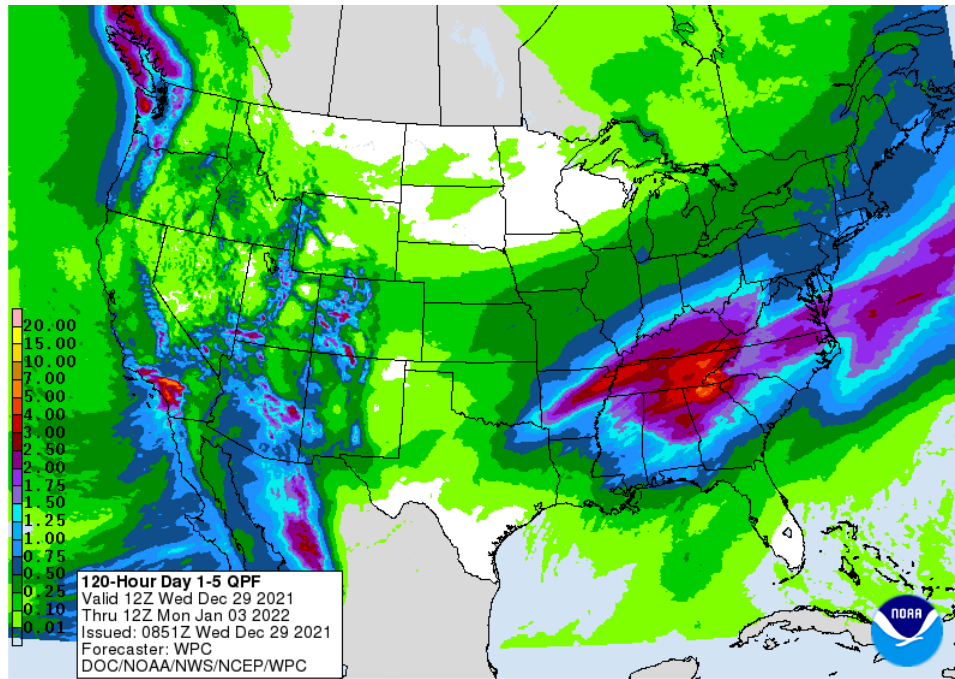 20.00
15.00
10.00
7.00
5.00
4.00
3.00
2.50
2.00
1.75
1.50
1.25
1.00
0.75
0.50
0.25
0.10
0.01
120-Hour Day 1-5 QPF
Valid 12Z Wed Dec 29 2021
Thru 12Z Mon Jan 03 2022
Issued: 0851Z Wed Dec 29 2021
Forecaster: WPC
DOC/NOAA/NWS/NCEP/WPC
NOAA